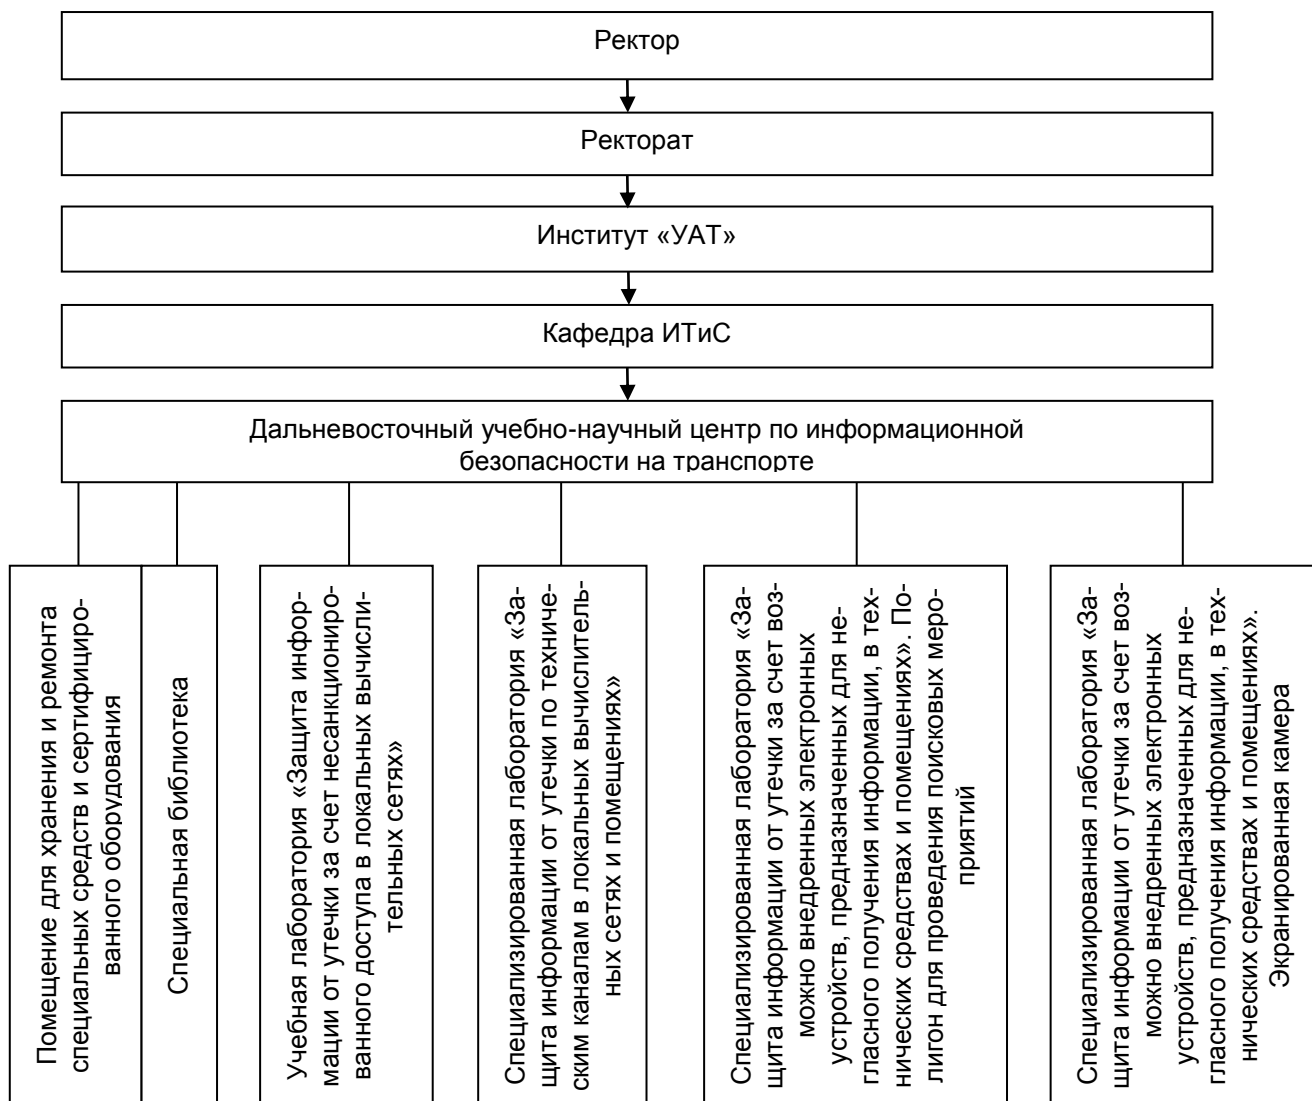 Ректор
Ректорат
Институт «УАТ»
Кафедра ИТиС
Дальневосточный учебно-научный центр по информационной
безопасности на транспорте
Помещение для хранения и ремонта
специальных средств и сертифициро-
ванного оборудования
Специальная библиотека
Учебная лаборатория «Защита инфор-
мации от утечки за счет несанкциониро-
ванного доступа в локальных вычисли-
тельных сетях»
Специализированная лаборатория «За-
щита информации от утечки по техниче-
ским каналам в локальных вычислитель-
ных сетях и помещениях»
Специализированная лаборатория «За-
щита информации от утечки за счет воз-
можно внедренных электронных
устройств, предназначенных для не-
гласного получения информации, в тех-
нических средствах и помещениях». По-
лигон для проведения поисковых меро-
приятий
Специализированная лаборатория «За-
щита информации от утечки за счет воз-
можно внедренных электронных
устройств, предназначенных для не-
гласного получения информации, в тех-
нических средствах и помещениях».
Экранированная камера